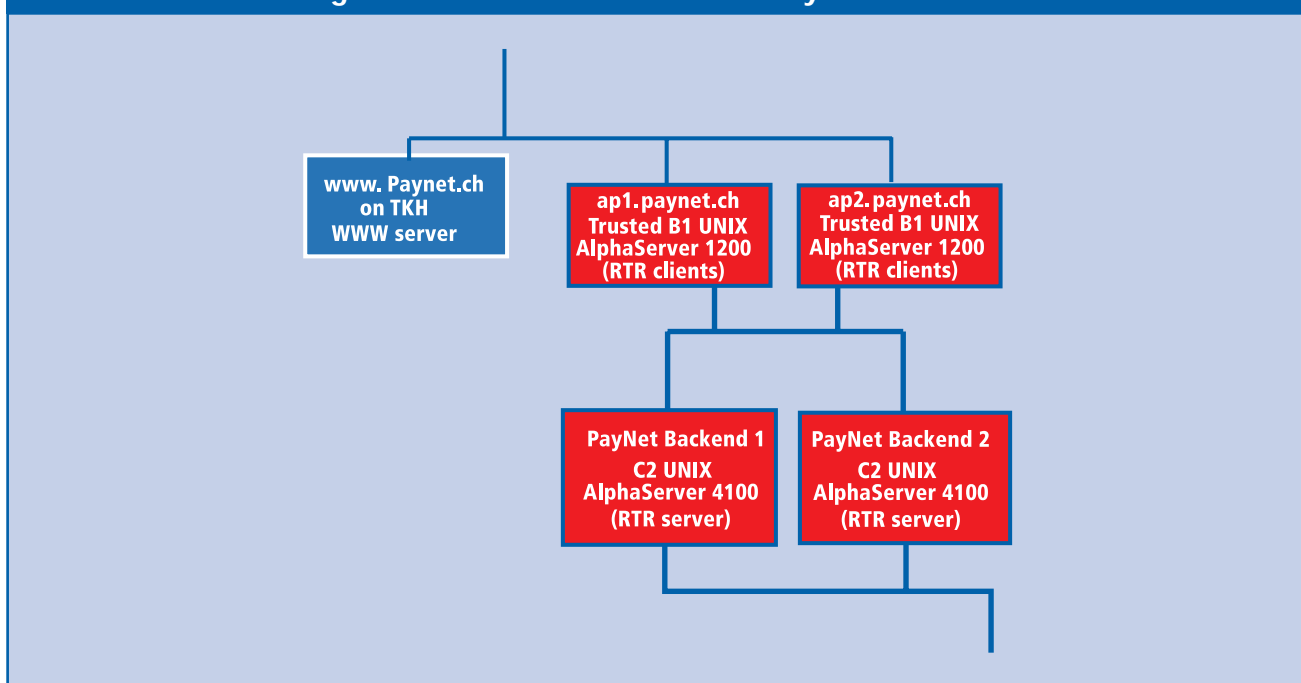 www. Paynet.ch
on TKH
WWW server
ap1.paynet.ch
Trusted B1 UNIX
AlphaServer 1200
(RTR clients)
ap2.paynet.ch
Trusted B1 UNIX
AlphaServer 1200
(RTR clients)
PayNet Backend 1
C2 UNIX
AlphaServer 4100
(RTR server)
PayNet Backend 2
C2 UNIX
AlphaServer 4100
(RTR server)